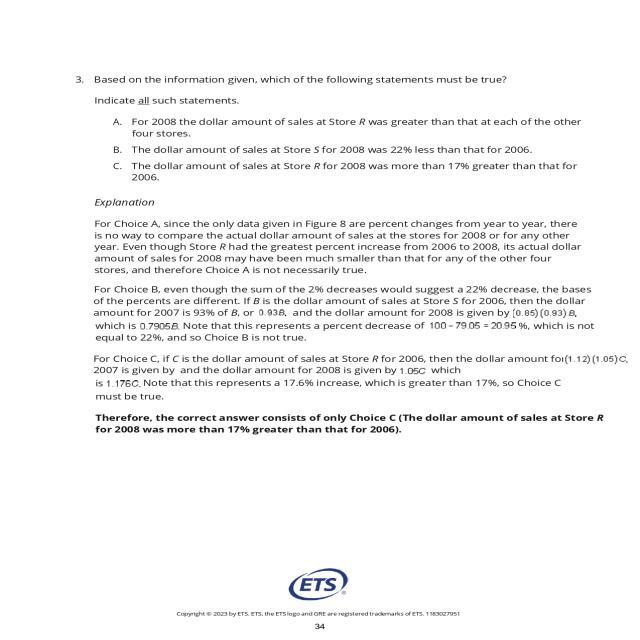 3. Based on the information given, which of the following statements must be true?
Indicate all such statements.
A. For 2008 the dollar amount of sales at Store R was greater than that at each of the other
four stores.
B. The dollar amount of sales at Store S for 2008 was 22% less than that for 2006.
C. The dollar amount of sales at Store R for 2008 was more than 17% greater than that for
2006.
Explanation
For Choice A, since the only data given in Figure 8 are percent changes from year to year, there
is no way to compare the actual dollar amount of sales at the stores for 2008 or for any other
year. Even though Store R had the greatest percent increase from 2006 to 2008, its actual dollar
amount of sales for 2008 may have been much smaller than that for any of the other four
stores, and therefore Choice A is not necessarily true.
For Choice B, even though the sum of the 2% decreases would suggest a 22% decrease, the bases
of the percents are different. If B is the dollar amount of sales at Store S for 2006, then the dollar
amount for 2007 is 93% of B, or 0.93B, and the dollar amount for 2008 is given by (0.85)(0.93)B,
which is 0.7905B. Note that this represents a percent decrease of 100 – 79.05 = 20.95 %, which is not
equal to 22%, and so Choice B is not true.
For Choice C, if C is the dollar amount of sales at Store R for 2006, then the dollar amount for (1.12)(1.05)C,
2007 is given by and the dollar amount for 2008 is given by 1.05C which
is 1.176C. Note that this represents a 17.6% increase, which is greater than 17%, so Choice C
must be true.
Therefore, the correct answer consists of only Choice C (The dollar amount of sales at Store R
for 2008 was more than 17% greater than that for 2006).
ETS®
Copyright © 2023 by ETS. ETS, the ETS logo and GRE are registered trademarks of ETS. 1183027951
34